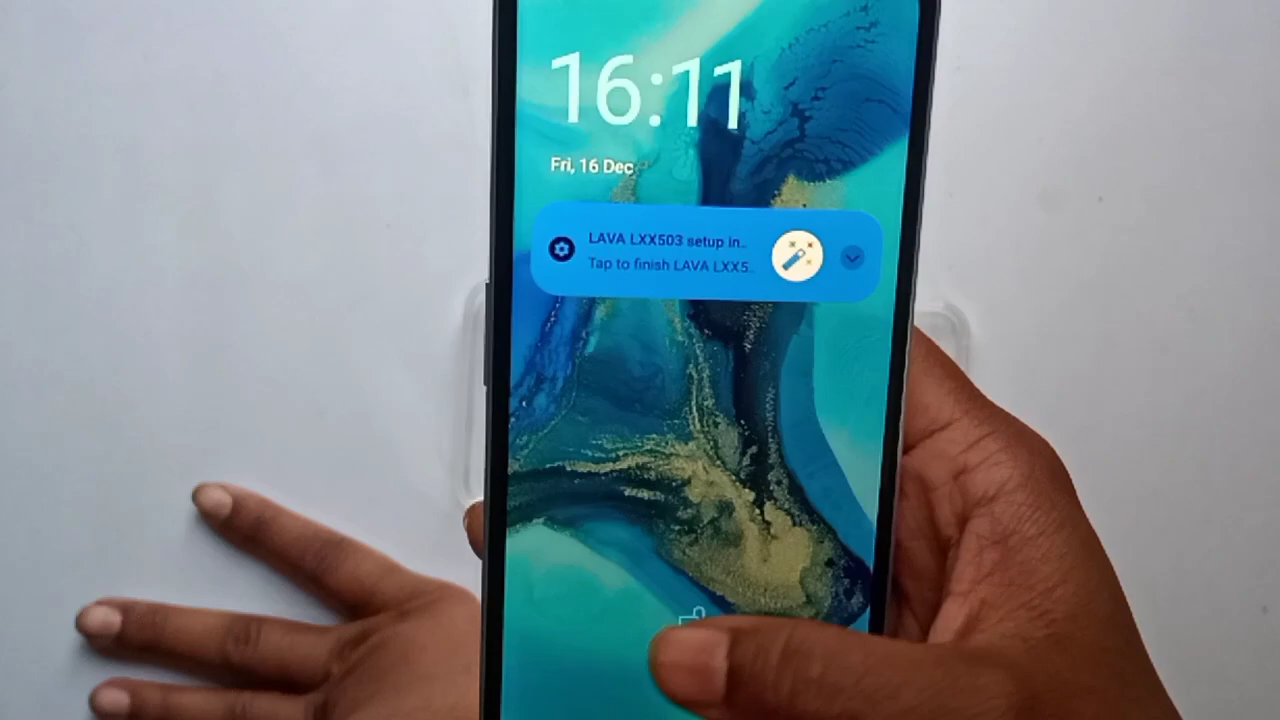 16:11
Fri, 16 Dec
LAVA LXX503 setup in..
Tap to finish LAVA LXX5..